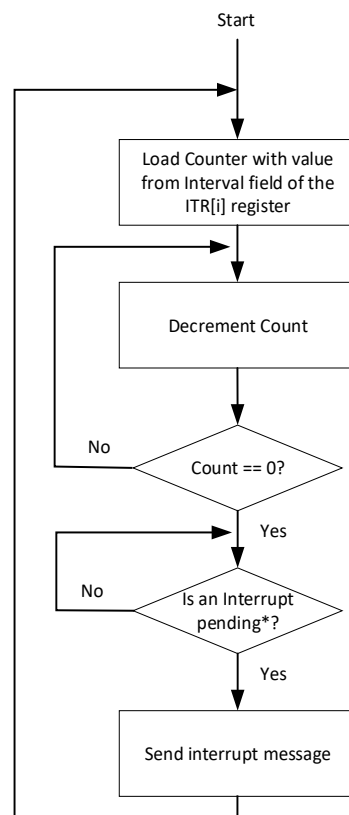 Start
Load Counter with value
from Interval field of the
ITR[i] register
Decrement Count
No
Count == 0?
Yes
No
Is an Interrupt
pending*?
Yes
Send interrupt message